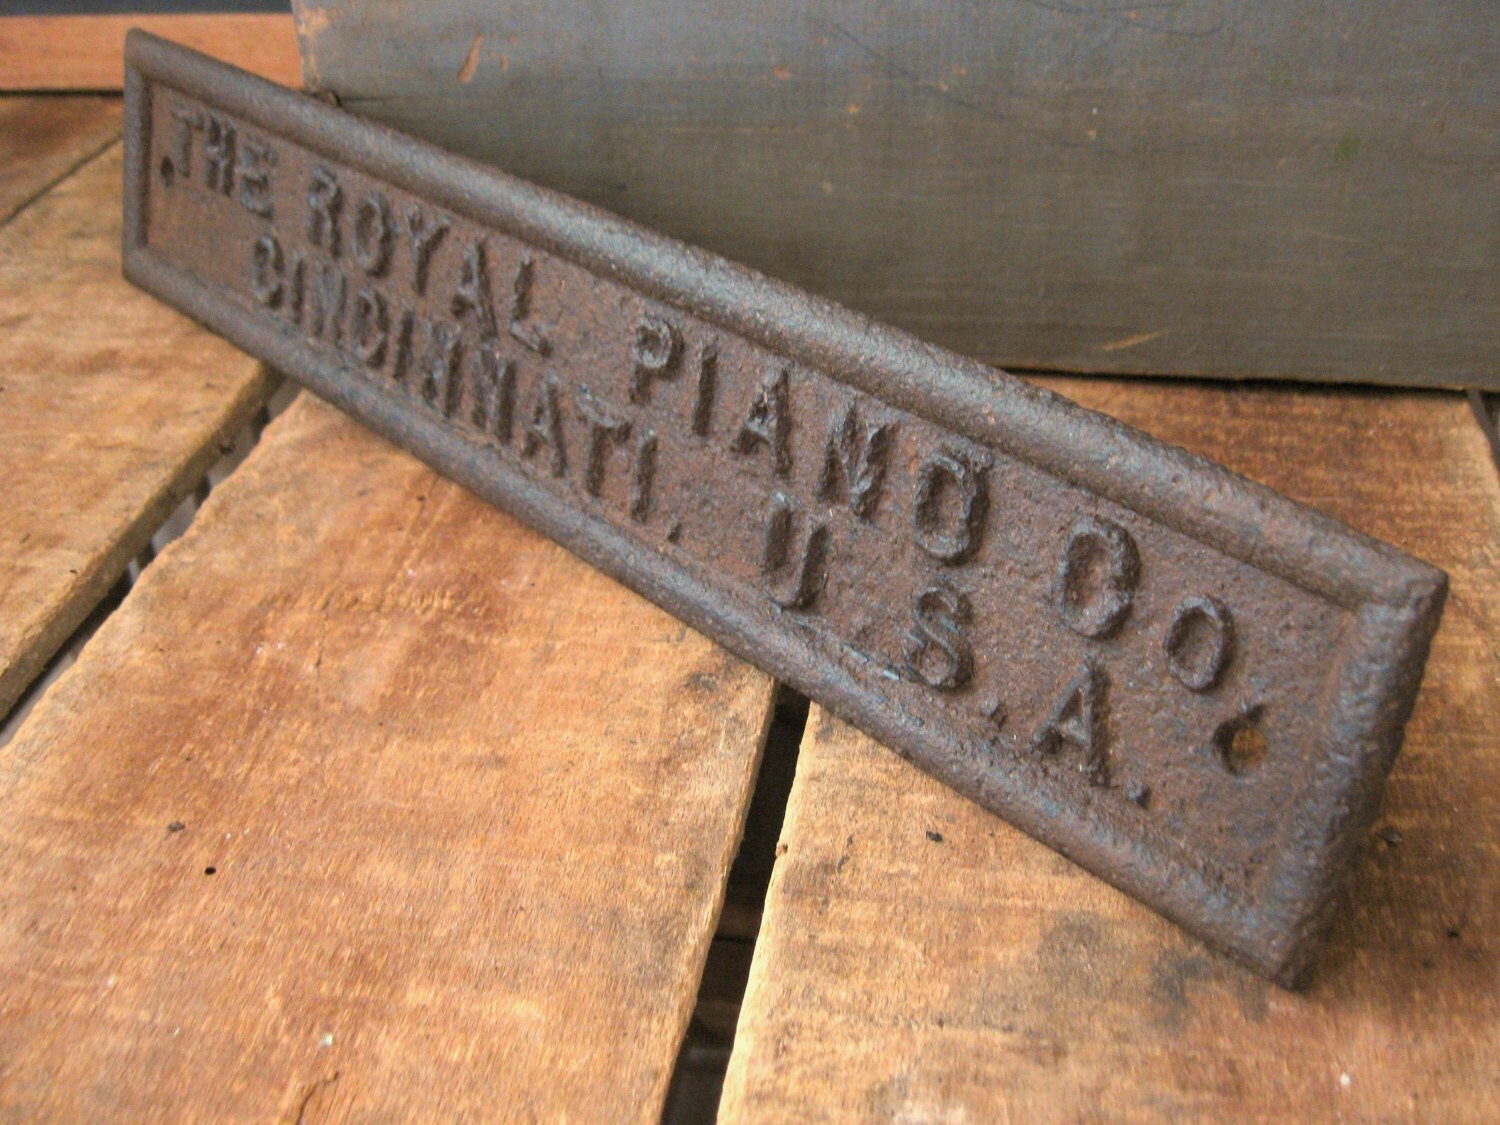 THE ROYAL PIANO Co
CINCINNATI. U.S.A.